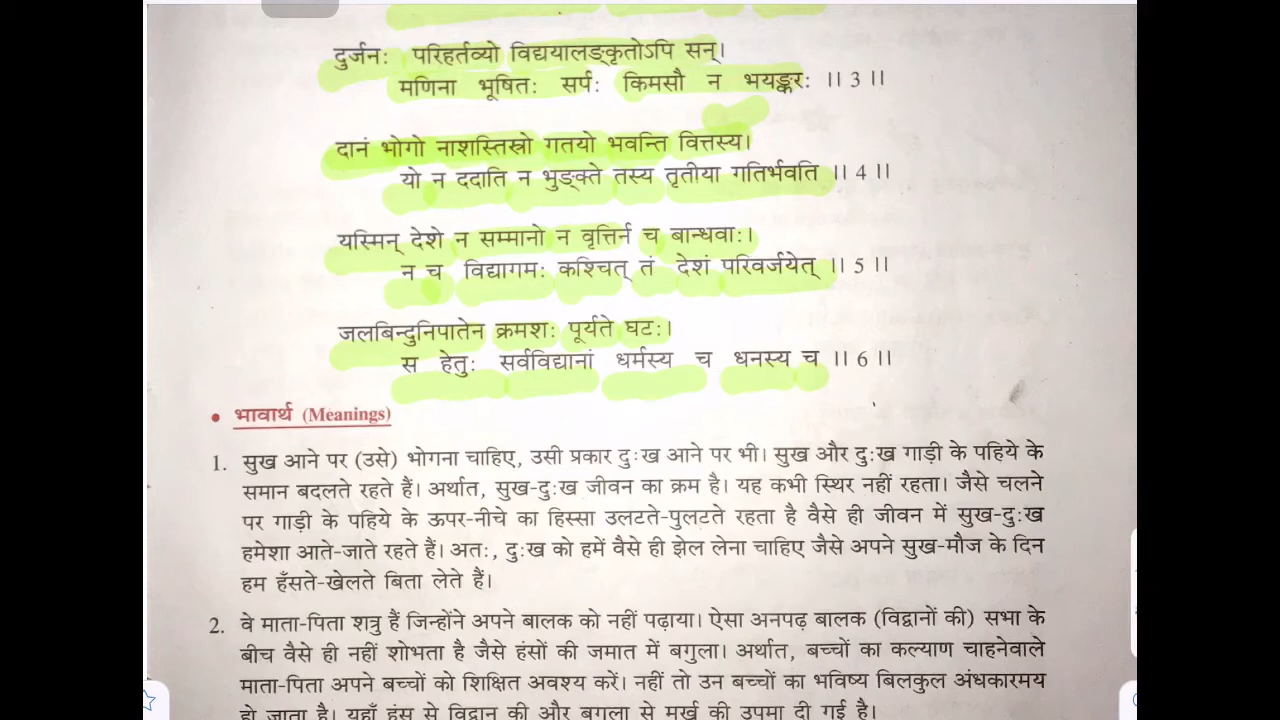 दुर्जनः परिहर्तव्यो विद्ययालङ्कृतोऽपि सन्।
मणिना भूषितः सर्पः किमसौ न भयङ्करः ।। 3 ।।
दानं भोगो नाशस्तिस्रो गतयो भवन्ति वित्तस्य।
यो न ददाति न भुङ्क्ते तस्य तृतीया गतिर्भवति ।। 4 ।।
यस्मिन् देशे न सम्मानो न वृत्तिर्न च बान्धवाः।
न च विद्यागमः कश्चित् तं देशं परिवर्जयेत् ।। 5 ।।
जलबिन्दुनिपातेन क्रमशः पूर्यते घटः।
स हेतुः सर्वविद्यानां धर्मस्य च धनस्य च ।। 6 ।।
• भावार्थ (Meanings)
1. सुख आने पर (उसे) भोगना चाहिए, उसी प्रकार दुःख आने पर भी। सुख और दुःख गाड़ी के पहिये के
समान बदलते रहते हैं। अर्थात, सुख-दुःख जीवन का क्रम है। यह कभी स्थिर नहीं रहता। जैसे चलने
पर गाड़ी के पहिये के ऊपर-नीचे का हिस्सा उलटते-पुलटते रहता है वैसे ही जीवन में सुख-दुःख
हमेशा आते-जाते रहते हैं। अतः, दुःख को हमें वैसे ही झेल लेना चाहिए जैसे अपने सुख-मौज के दिन
हम हँसते-खेलते बिता लेते हैं।
2. वे माता-पिता शत्रु हैं जिन्होंने अपने बालक को नहीं पढ़ाया। ऐसा अनपढ़ बालक (विद्वानों की) सभा के
बीच वैसे ही नहीं शोभता है जैसे हंसों की जमात में बगुला। अर्थात, बच्चों का कल्याण चाहनेवाले
माता-पिता अपने बच्चों को शिक्षित अवश्य करें। नहीं तो उन बच्चों का भविष्य बिलकुल अंधकारमय
हो जाता है। यहाँ हंस से विद्वान की और बगुला से मूर्ख की उपमा दी गई है।